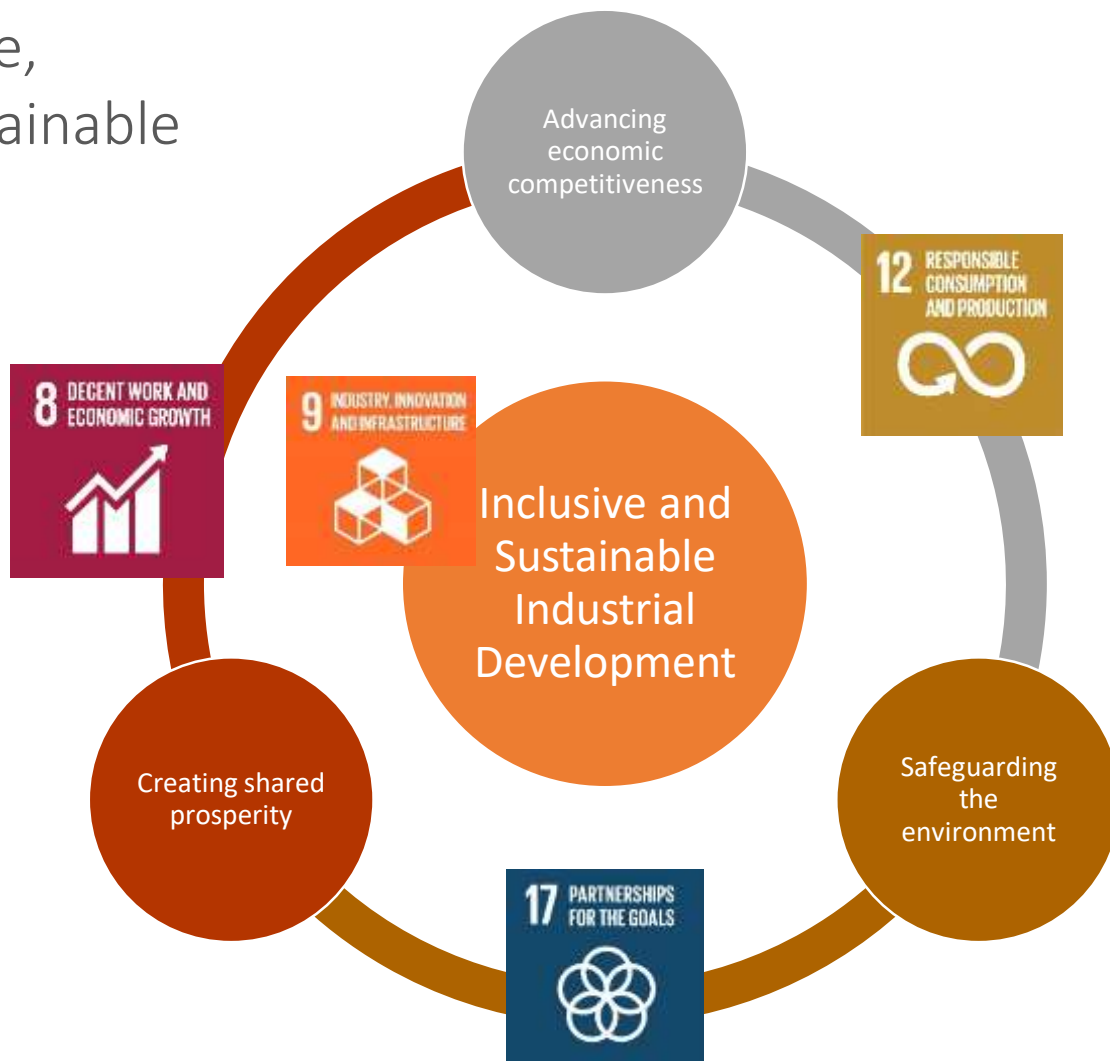 e,
ainable
Advancing
economic
competitiveness
12 RESPONSIBLE
CONSUMPTION
AND PRODUCTION
8 DECENT WORK AND
ECONOMIC GROWTH
9 INDUSTRY, INNOVATION
AND INFRASTRUCTURE
Inclusive and
Sustainable
Industrial
Development
Creating shared
prosperity
Safeguarding
the
environment
17 PARTNERSHIPS
FOR THE GOALS